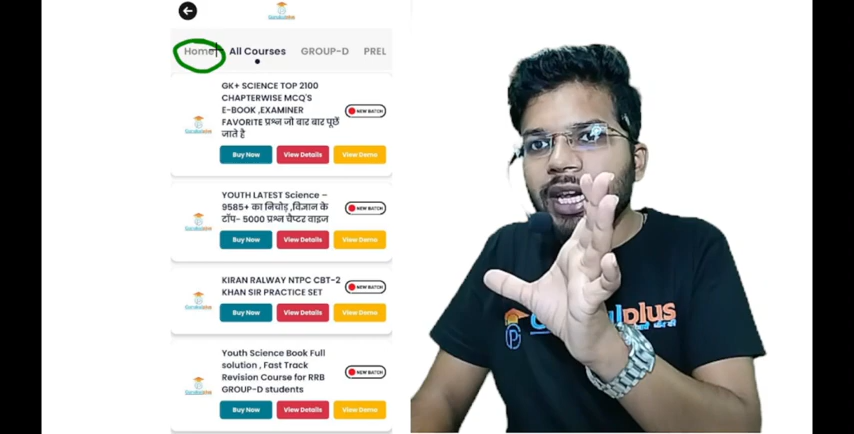 Home All Courses GROUP-D PREL
GK+ SCIENCE TOP 2100
CHAPTERWISE MCQ'S
E-BOOK ,EXAMINER
FAVORITE प्रश्न जो बार बार पूछें
जाते है
NEW BATCH
Buy Now View Details View Demo
YOUTH LATEST Science –
9585+ का निचोड़ ,विज्ञान के
टॉप- 5000 प्रश्न चैप्टर वाइज
NEW BATCH
Buy Now View Details View Demo
KIRAN RALWAY NTPC CBT-2
KHAN SIR PRACTICE SET
NEW BATCH
Buy Now View Details View Demo
Youth Science Book Full
solution , Fast Track
Revision Course for RRB
GROUP-D students
NEW BATCH
Buy Now View Details View Demo